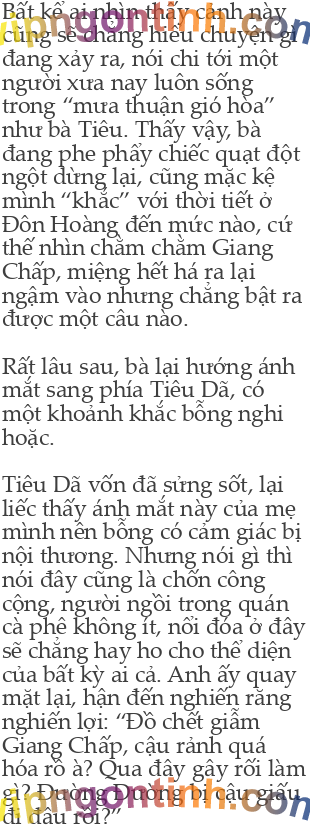 Bất kể ai nhìn thấy cảnh này
cũng sẽ chẳng hiểu chuyện gì
đang xảy ra, nói chi tới một
người xưa nay luôn sống
trong “mưa thuận gió hòa”
như bà Tiêu. Thấy vậy, bà
đang phe phẩy chiếc quạt đột
ngột dừng lại, cũng mặc kệ
mình “khắc” với thời tiết ở
Đôn Hoàng đến mức nào, cứ
thế nhìn chằm chằm Giang
Chấp, miệng hết há ra lại
ngậm vào nhưng chẳng bật ra
được một câu nào.
Rất lâu sau, bà lại hướng ánh
mắt sang phía Tiêu Dã, có
một khoảnh khắc bỗng nghi
hoặc.
Tiêu Dã vốn đã sửng sốt, lại
liếc thấy ánh mắt này của mẹ
mình nên bỗng có cảm giác bị
nội thương. Nhưng nói gì thì
nói đây cũng là chốn công
cộng, người ngồi trong quán
cà phê không ít, nổi đóa ở đây
sẽ chẳng hay ho cho thể diện
của bất kỳ ai cả. Anh ấy quay
mặt lại, hận đến nghiến răng
nghiến lợi: “Đồ chết giẫm
Giang Chấp, cậu rảnh quá
hóa rồ à? Qua đây gây rối làm
gì? Đường Đường bị cậu giấu
đi đâu rồi?”
apngontinh.com
apngontinh.com